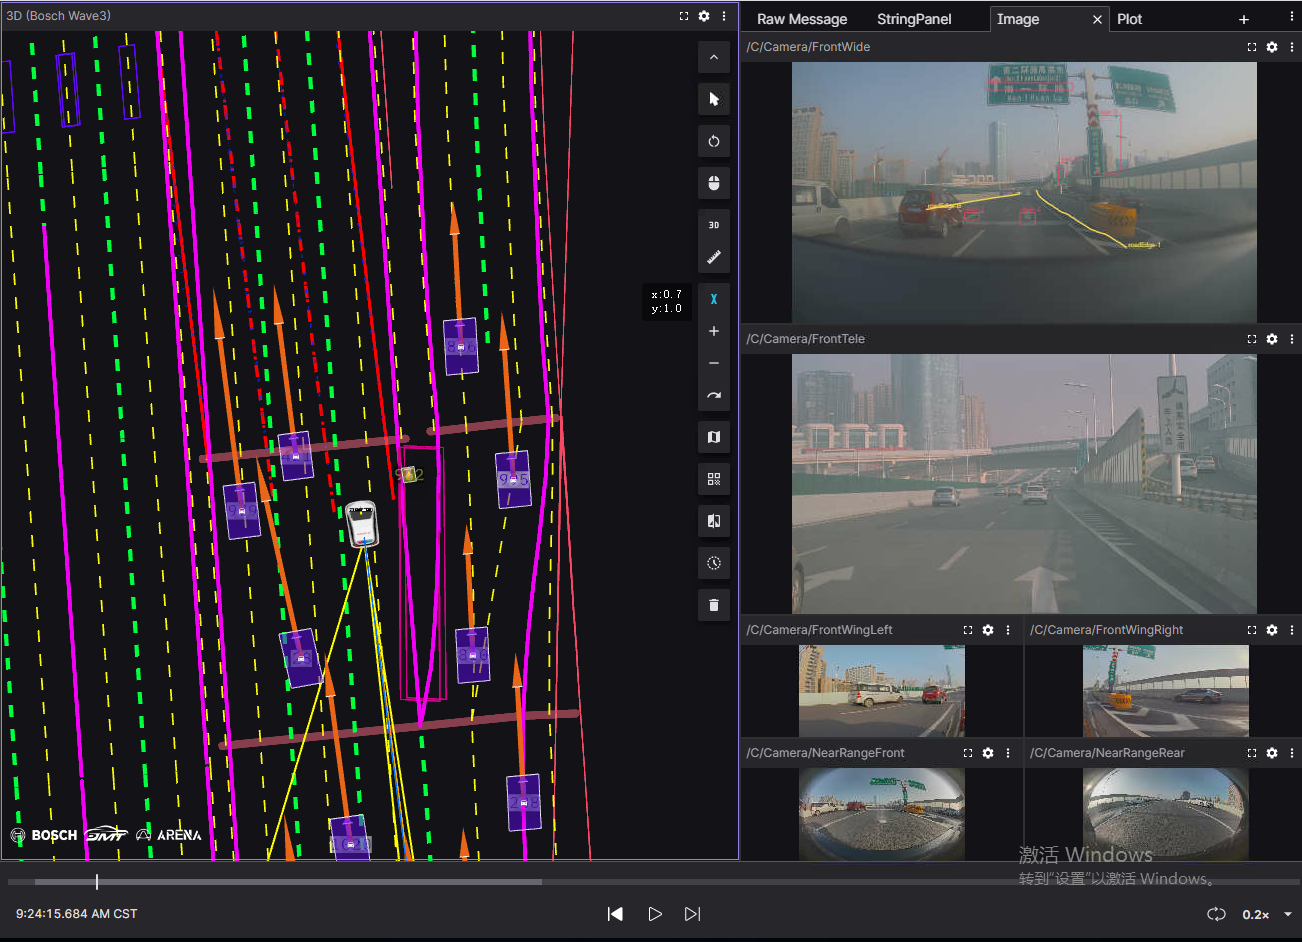 3D (Bosch Wave3)
3D
x:0.7
y:1.0
BOSCH
ARENA
Raw Message
StringPanel
Image
Plot
/C/Camera/FrontWide
roadEdge-1
/C/Camera/FrontTele
/C/Camera/FrontWingLeft
/C/Camera/FrontWingRight
/C/Camera/NearRangeFront
/C/Camera/NearRangeRear
激活 Windows
转到"设置"以激活 Windows。
9:24:15.684 AM CST
0.2×